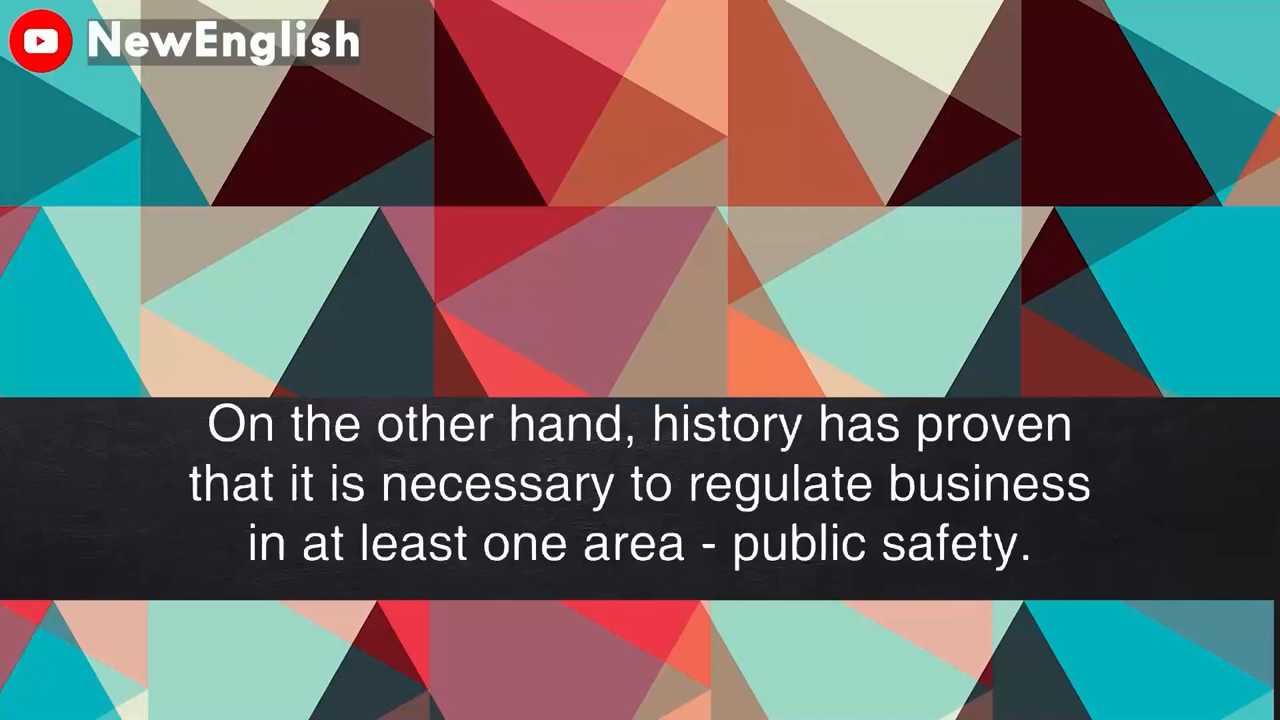 NewEnglish
On the other hand, history has proven
that it is necessary to regulate business
in at least one area - public safety.